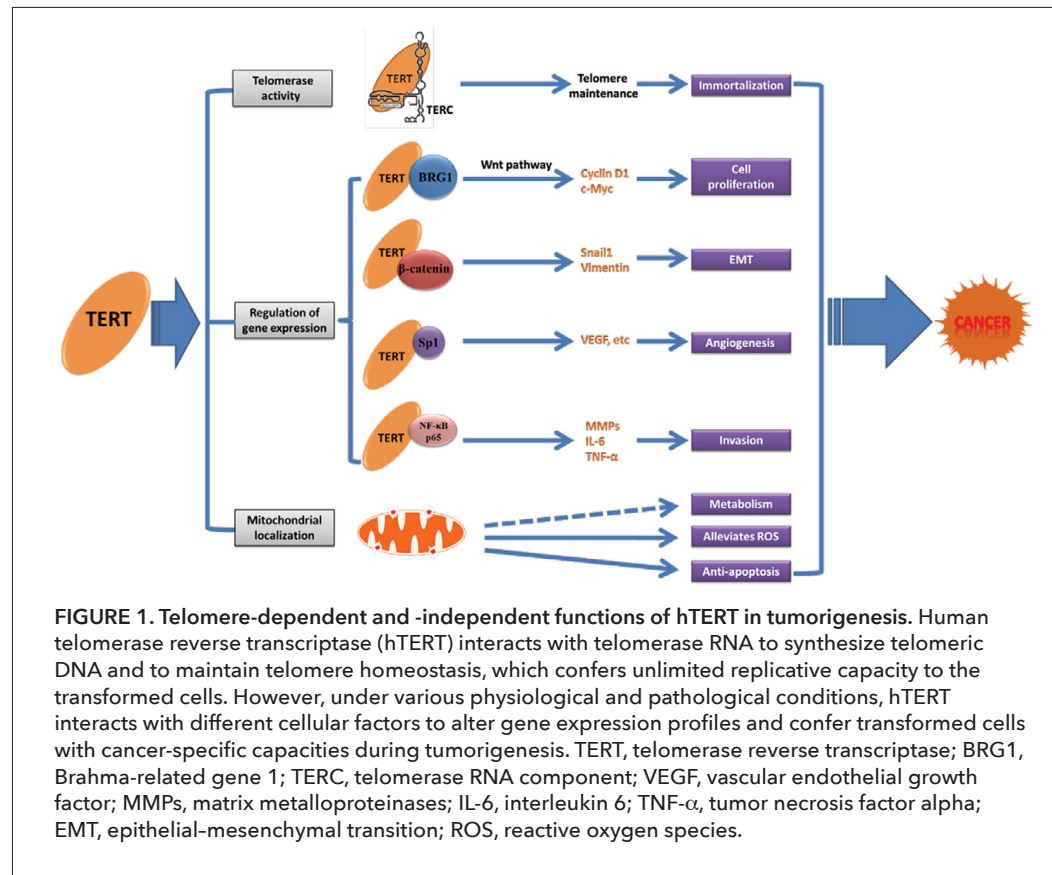 Telomerase
activity
TERT
TERC
Telomere
maintenance
Immortalization
TERT
BRG1
Wnt pathway
Cyclin D1
c-Myc
Cell
proliferation
TERT
β-catenin
Snail1
Vimentin
EMT
TERT
Regulation of
gene expression
CANCER
TERT
Sp1
VEGF, etc
Angiogenesis
TERT
NF-κB
p65
MMPs
IL-6
TNF-α
Invasion
Mitochondrial
localization
Metabolism
Alleviates ROS
Anti-apoptosis
FIGURE 1. Telomere-dependent and -independent functions of hTERT in tumorigenesis. Human
telomerase reverse transcriptase (hTERT) interacts with telomerase RNA to synthesize telomeric
DNA and to maintain telomere homeostasis, which confers unlimited replicative capacity to the
transformed cells. However, under various physiological and pathological conditions, hTERT
interacts with different cellular factors to alter gene expression profiles and confer transformed cells
with cancer-specific capacities during tumorigenesis. TERT, telomerase reverse transcriptase; BRG1,
Brahma-related gene 1; TERC, telomerase RNA component; VEGF, vascular endothelial growth
factor; MMPs, matrix metalloproteinases; IL-6, interleukin 6; TNF-α, tumor necrosis factor alpha;
EMT, epithelial–mesenchymal transition; ROS, reactive oxygen species.